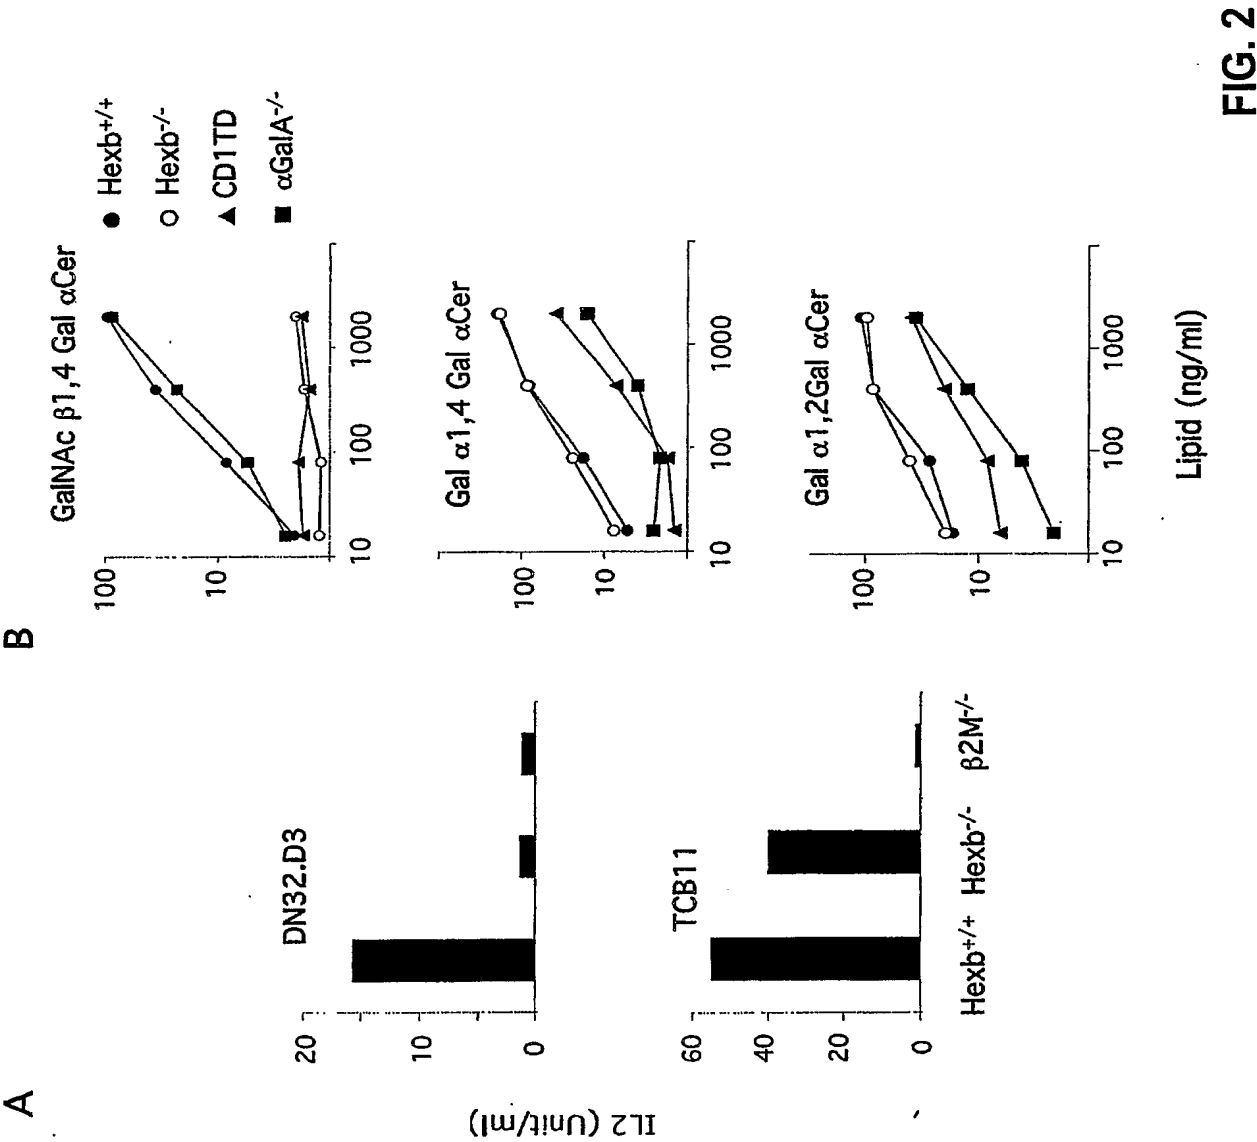 A
IL2 (Unit/ml)
DN32.D3
20
10
0
TCB11
60
40
20
0
Hexb+/+ Hexb-/- β2M-/-
B
GalNAc β1,4 Gal αCer
100
10
10 100 1000
Hexb+/+
Hexb-/-
CD1TD
αGalA-/-
Gal α1,4 Gal αCer
100
10
10 100 1000
Gal α1,2Gal αCer
100
10
10 100 1000
Lipid (ng/ml)
FIG. 2